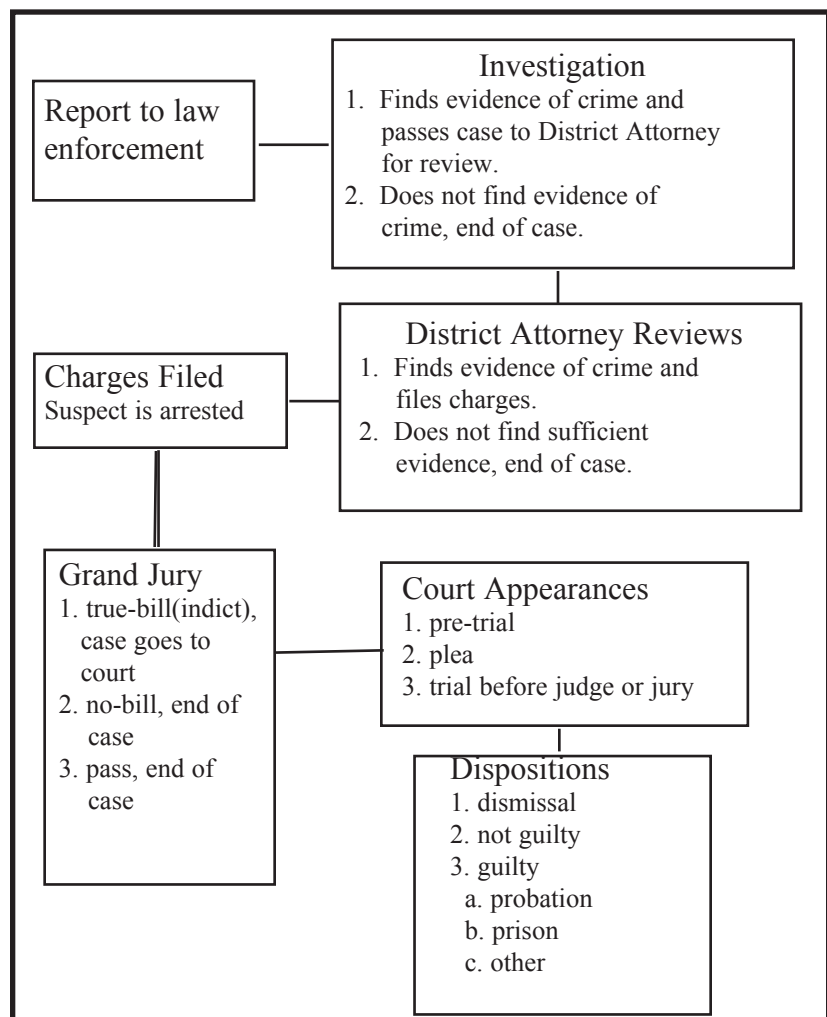 Report to law
enforcement
Investigation
1. Finds evidence of crime and
passes case to District Attorney
for review.
2. Does not find evidence of
crime, end of case.
District Attorney Reviews
1. Finds evidence of crime and
files charges.
2. Does not find sufficient
evidence, end of case.
Charges Filed
Suspect is arrested
Grand Jury
1. true-bill(indict),
case goes to
court
2. no-bill, end of
case
3. pass, end of
case
Court Appearances
1. pre-trial
2. plea
3. trial before judge or jury
Dispositions
1. dismissal
2. not guilty
3. guilty
a. probation
b. prison
c. other